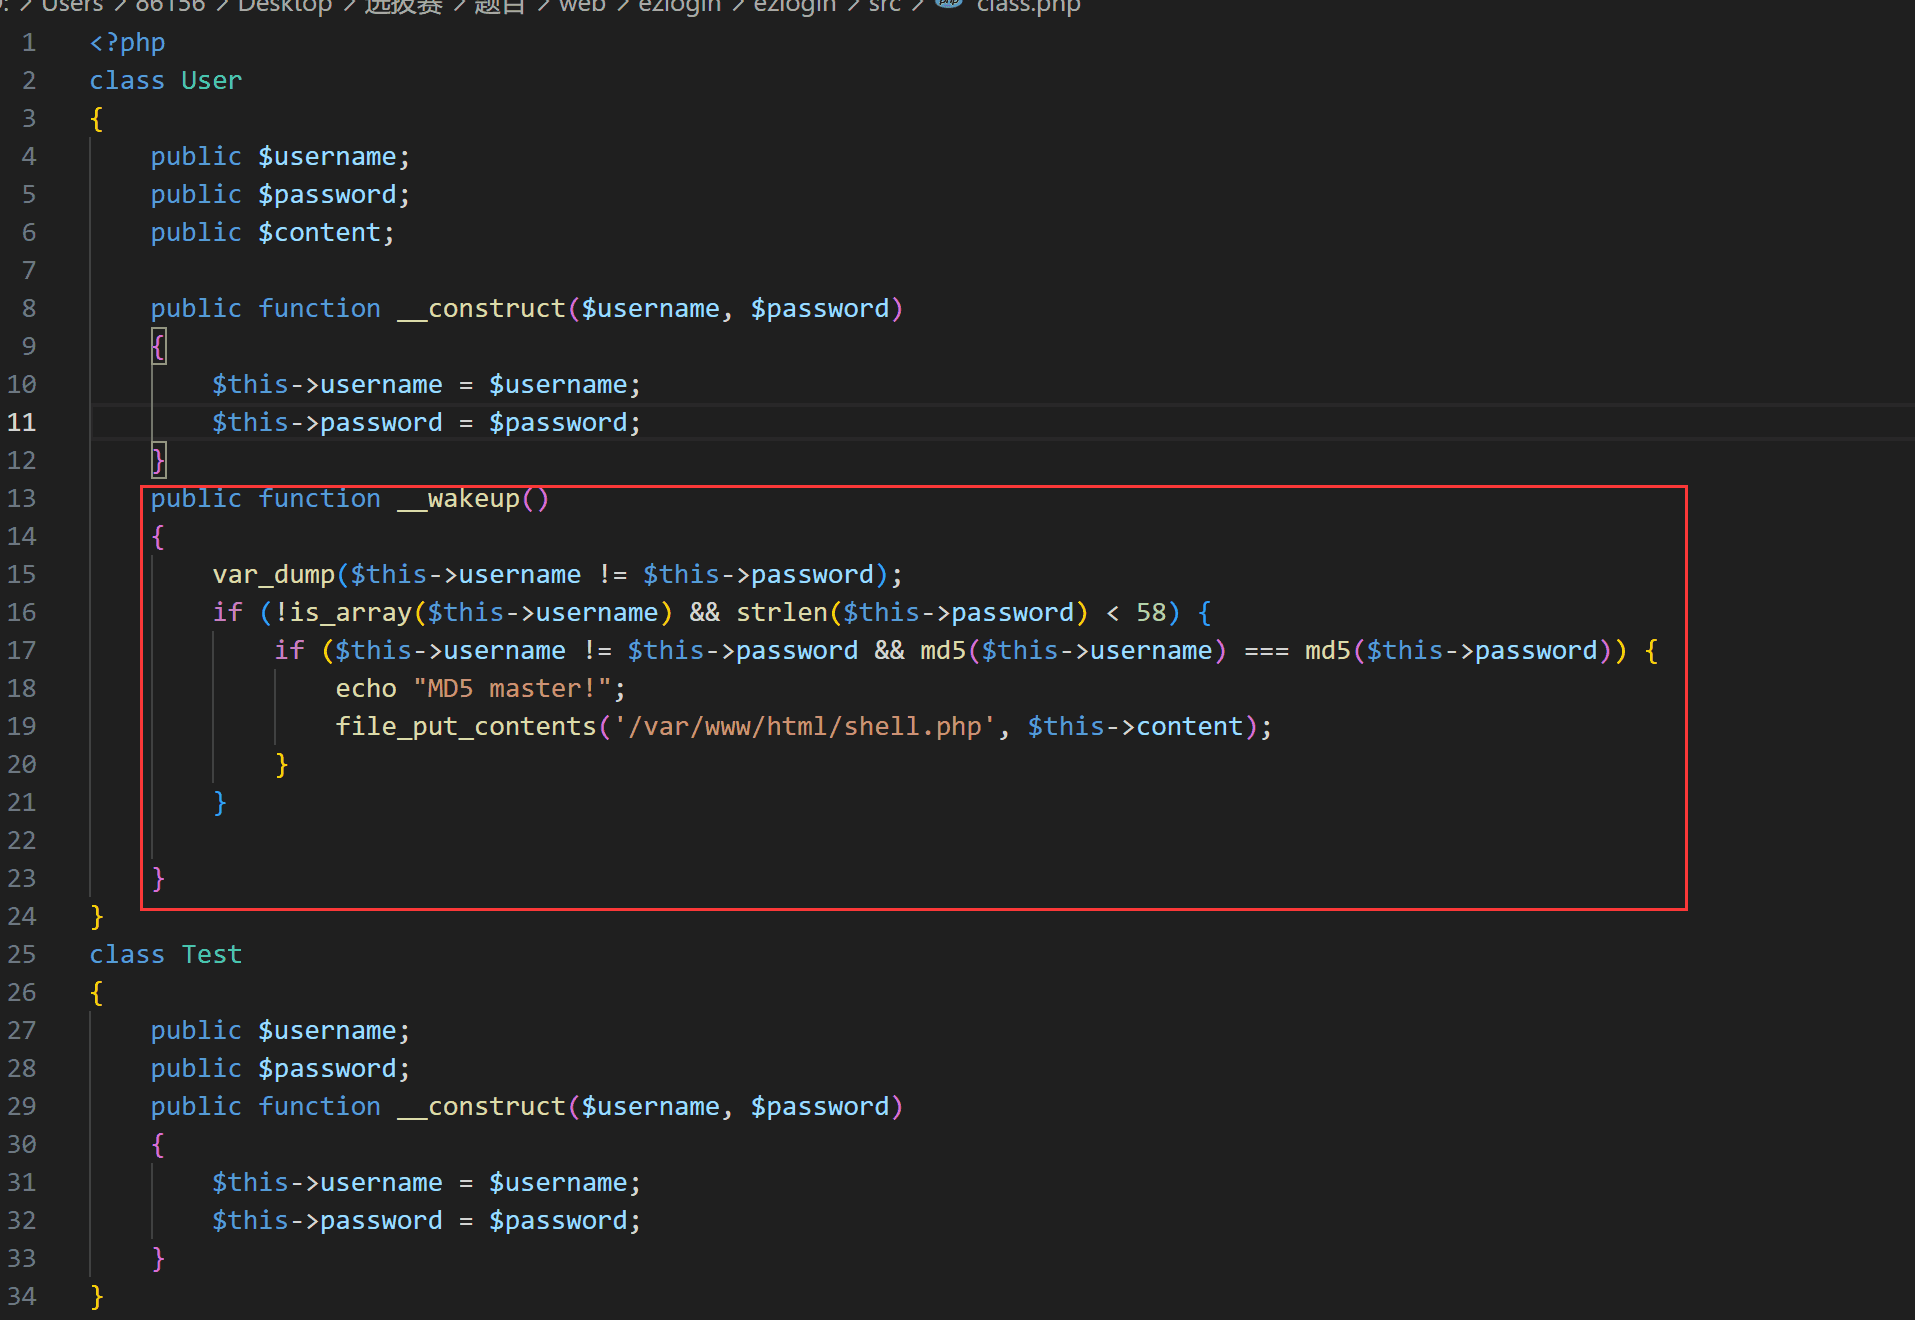 Users > 86156 > Desktop > 选拔赛 > 题目 > web > ezlogin > ezlogin > src > class.php
1 <?php
2 class User
3 {
4     public $username;
5     public $password;
6     public $content;
7
8     public function __construct($username, $password)
9     {
10         $this->username = $username;
11         $this->password = $password;
12     }
13     public function __wakeup()
14     {
15         var_dump($this->username != $this->password);
16         if (!is_array($this->username) && strlen($this->password) < 58) {
17             if ($this->username != $this->password && md5($this->username) === md5($this->password)) {
18                 echo "MD5 master!";
19                 file_put_contents('/var/www/html/shell.php', $this->content);
20             }
21         }
22
23     }
24 }
25 class Test
26 {
27     public $username;
28     public $password;
29     public function __construct($username, $password)
30     {
31         $this->username = $username;
32         $this->password = $password;
33     }
34 }